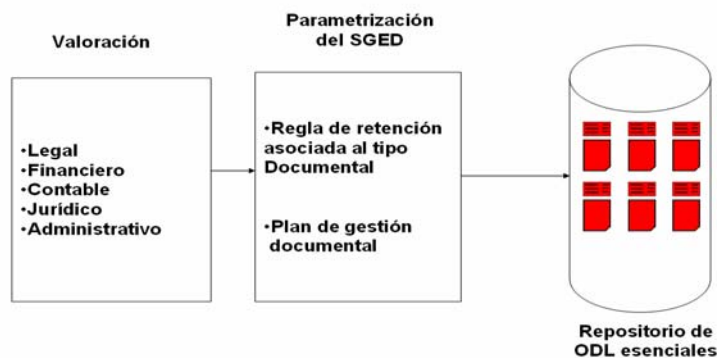 Valoración
•Legal
•Financiero
•Contable
•Jurídico
•Administrativo
Parametrización
del SGED
•Regla de retención
asociada al tipo
Documental
•Plan de gestión
documental
Repositorio de
ODL esenciales